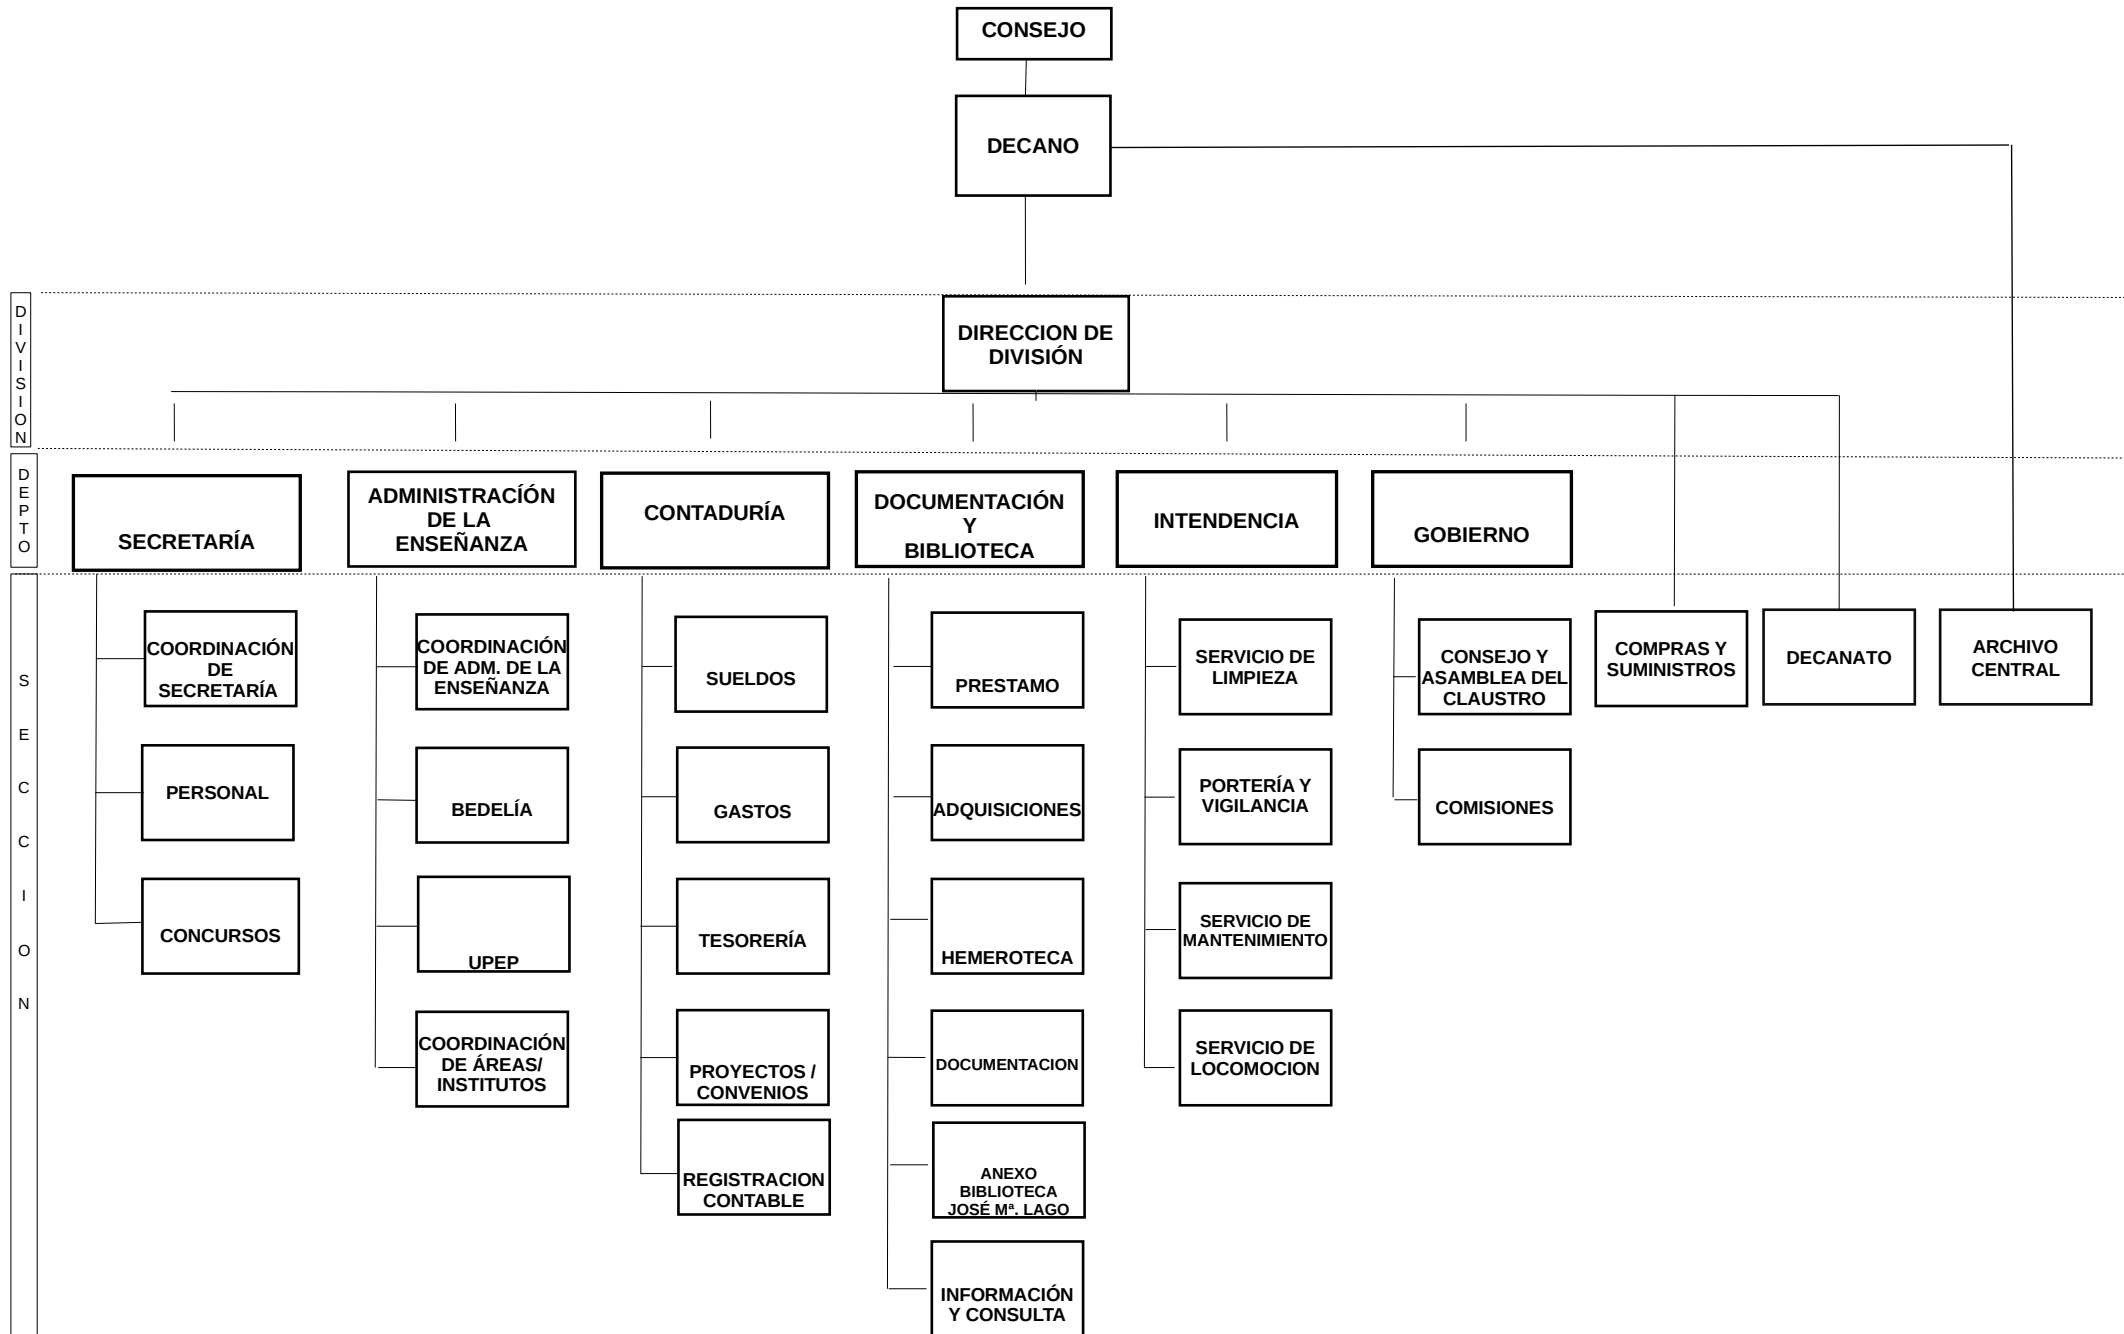 CONSEJO
DECANO
DIVISION
DIRECCION DE
DIVISIÓN
DEPTO
SECRETARÍA
ADMINISTRACÍÓN
DE LA
ENSEÑANZA
CONTADURÍA
DOCUMENTACIÓN
Y
BIBLIOTECA
INTENDENCIA
GOBIERNO
SECCION
COORDINACIÓN
DE
SECRETARÍA
PERSONAL
CONCURSOS
COORDINACIÓN
DE ADM. DE LA
ENSEÑANZA
BEDELÍA
UPEP
COORDINACIÓN
DE ÁREAS/
INSTITUTOS
SUELDOS
GASTOS
TESORERÍA
PROYECTOS /
CONVENIOS
REGISTRACION
CONTABLE
PRESTAMO
ADQUISICIONES
HEMEROTECA
DOCUMENTACION
ANEXO
BIBLIOTECA
JOSÉ Mª. LAGO
INFORMACIÓN
Y CONSULTA
SERVICIO DE
LIMPIEZA
PORTERÍA Y
VIGILANCIA
SERVICIO DE
MANTENIMIENTO
SERVICIO DE
LOCOMOCION
CONSEJO Y
ASAMBLEA DEL
CLAUSTRO
COMISIONES
COMPRAS Y
SUMINISTROS
DECANATO
ARCHIVO
CENTRAL